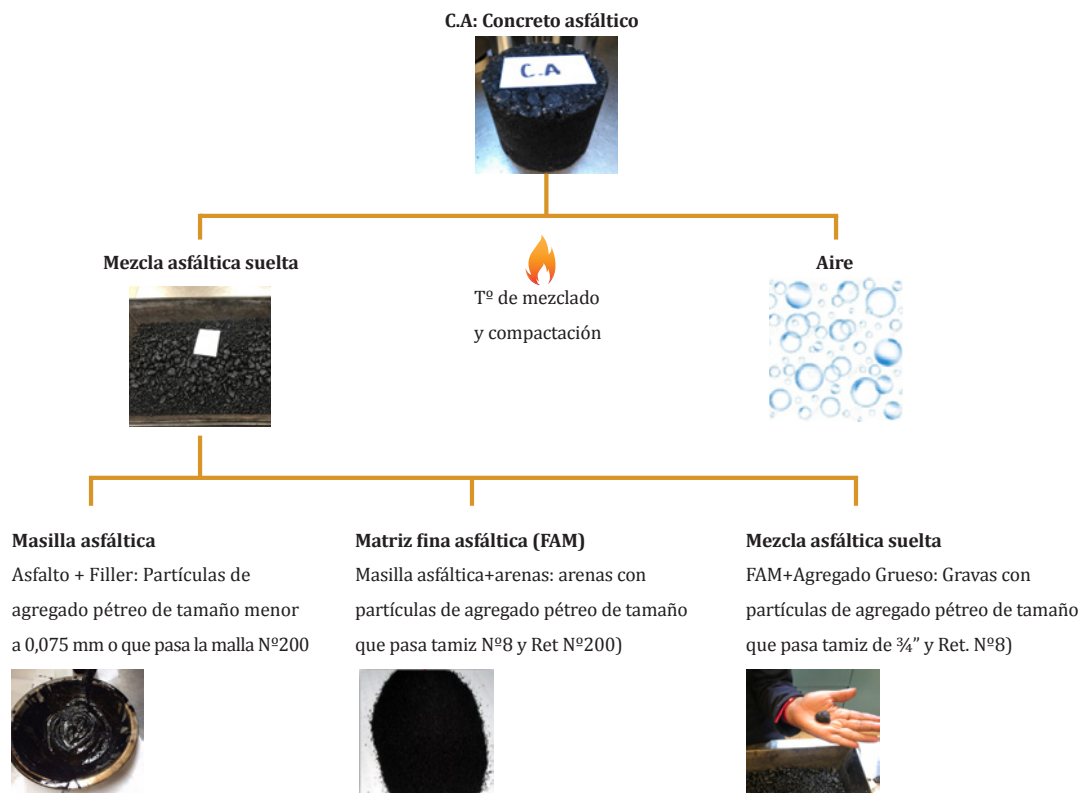 C.A: Concreto asfáltico
C.A
Mezcla asfáltica suelta
Tº de mezclado
y compactación
Aire
Masilla asfáltica
Asfalto + Filler: Partículas de
agregado pétreo de tamaño menor
a 0,075 mm o que pasa la malla Nº200
Matriz fina asfáltica (FAM)
Masilla asfáltica+arenas: arenas con
partículas de agregado pétreo de tamaño
que pasa tamiz Nº8 y Ret Nº200)
Mezcla asfáltica suelta
FAM+Agregado Grueso: Gravas con
partículas de agregado pétreo de tamaño
que pasa tamiz de ¾” y Ret. Nº8)